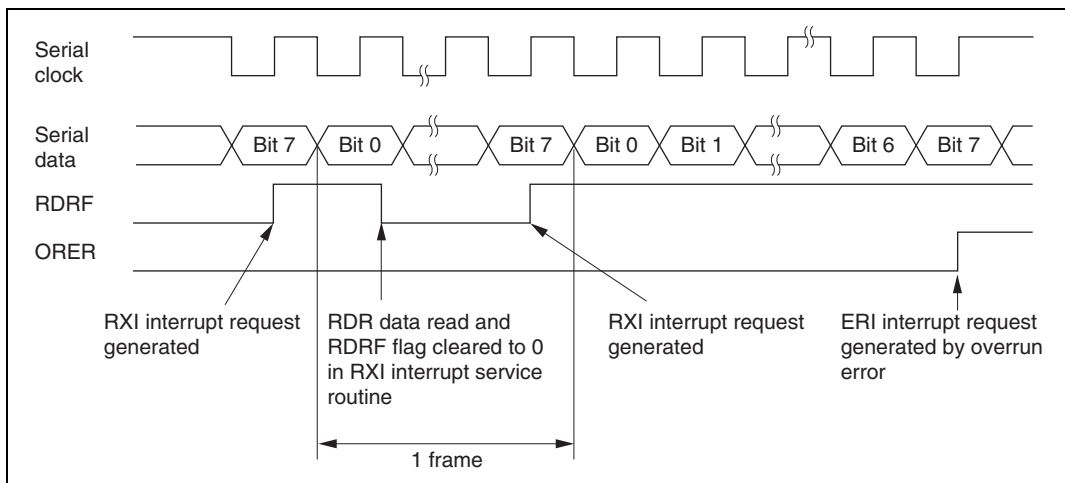 Serial
clock
Serial
data
Bit 7
Bit 0
Bit 7
Bit 0
Bit 1
Bit 6
Bit 7
RDRF
ORER
RXI interrupt request
generated
RDR data read and
RDRF flag cleared to 0
in RXI interrupt service
routine
RXI interrupt request
generated
ERI interrupt request
generated by overrun
error
1 frame